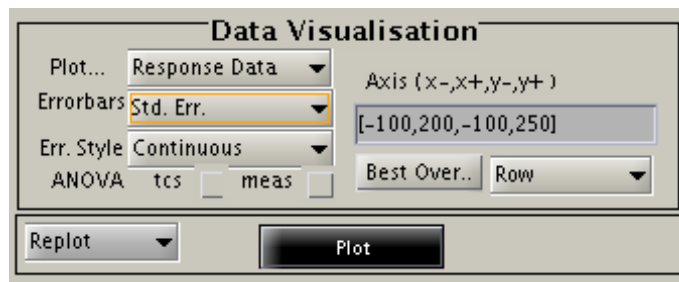 Data Visualisation
Plot... Response Data
Errorbars Std. Err.
Err. Style Continuous
ANOVA tcs meas
Axis (x-,x+,y-,y+)
[-100,200,-100,250]
Best Over.. Row
Replot Plot